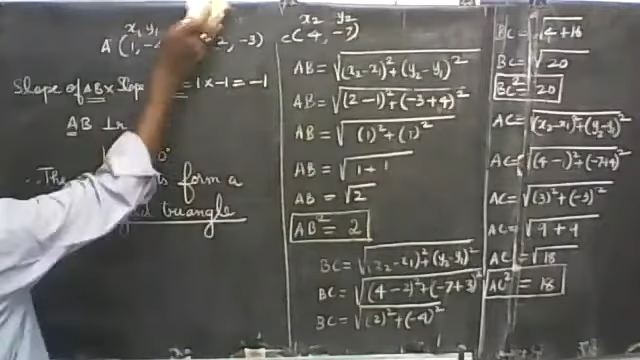 x₁ y₁
A (1, -4 2, -3)
Slope of AB × Slope = 1 × -1 = -1
AB ⊥
∴ The form a
triangle
x₂ y₂
C( 4, -7)
AB = √(x₂-x₁)²+(y₂-y₁)²
AB = √(2-1)²+(-3+4)²
AB = √(1)²+(1)²
AB = √1+1
AB = √2
AB² = 2
BC = √(x₂-x₁)²+(y₂-y₁)²
BC = √(4-2)²+(-7+3)²
BC = √(2)²+(-4)²
BC = √4+16
BC = √20
BC² = 20
AC = √(x₂-x₁)²+(y₂-y₁)²
AC = √(4-1)²+(-7+4)²
AC = √(3)²+(-3)²
AC = √9+9
AC = √18
AC² = 18